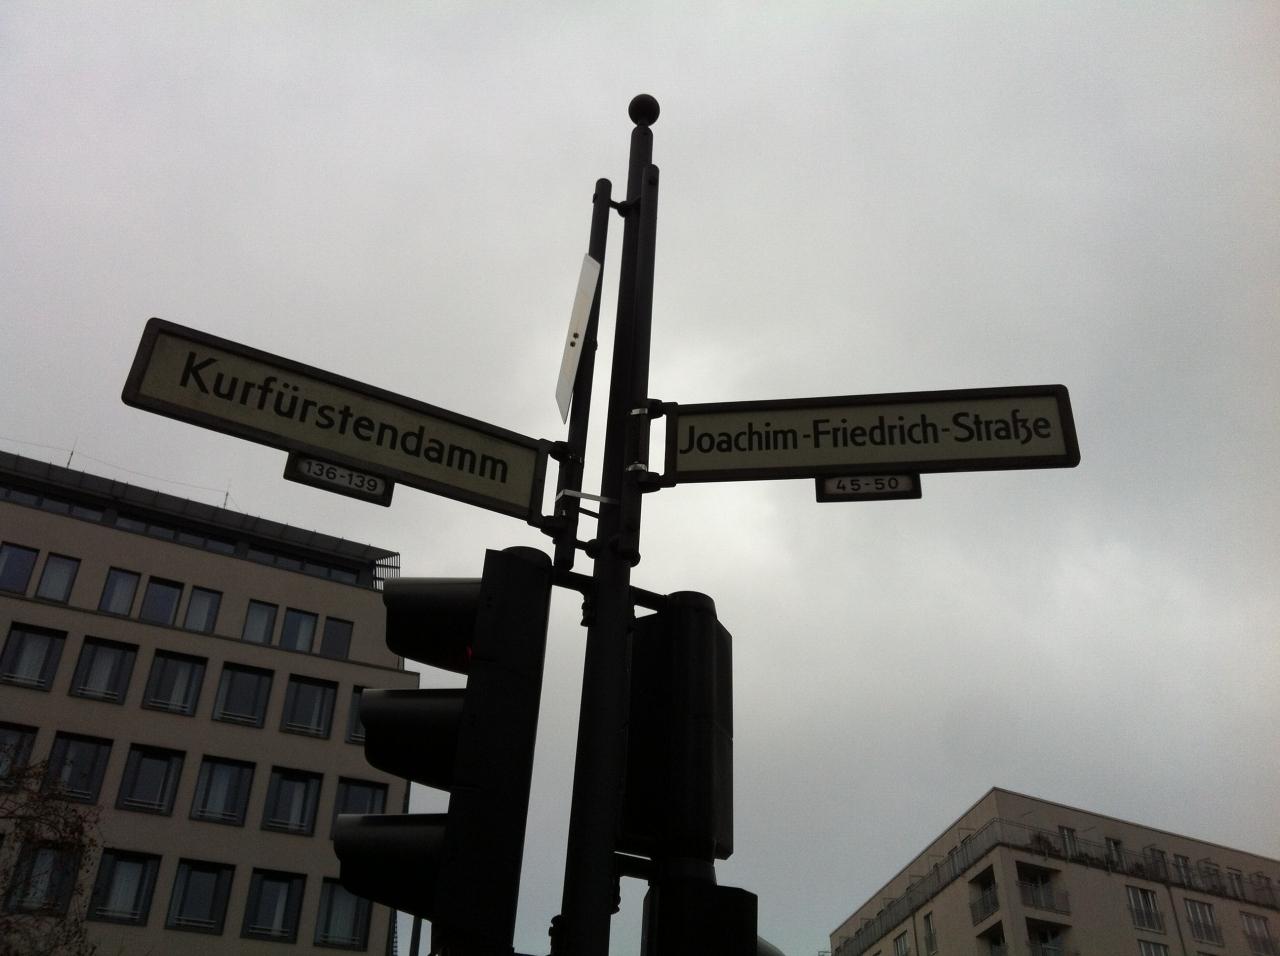 Kurfürstendamm
136-139
Joachim-Friedrich-Straße
45-50